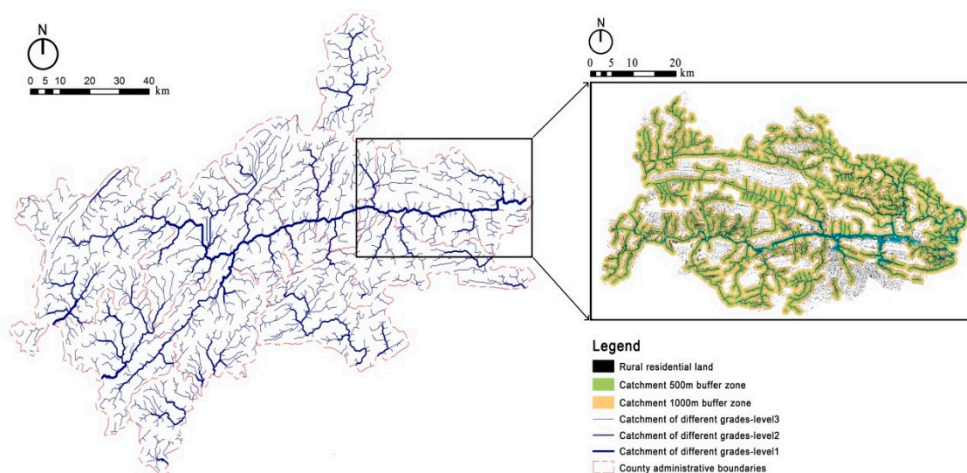 N
0 5 10 20 30 40
km
N
0 5 10 20
km
Legend
Rural residential land
Catchment 500m buffer zone
Catchment 1000m buffer zone
Catchment of different grades-level3
Catchment of different grades-level2
Catchment of different grades-level1
County administrative boundaries